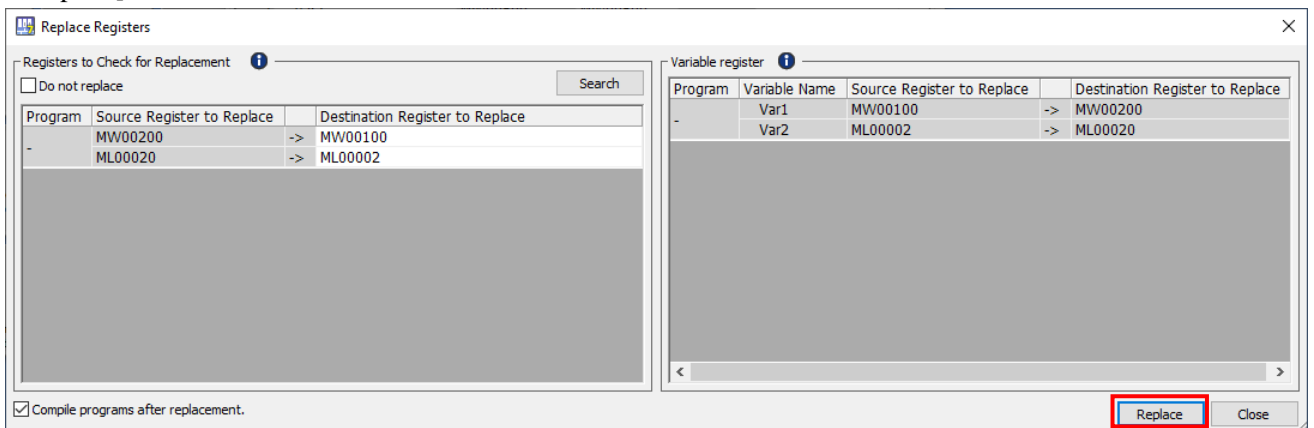 Replace Registers
Registers to Check for Replacement
Do not replace
Search
Program Source Register to Replace Destination Register to Replace
- MW00200 -> MW00100
ML00020 -> ML00002
Variable register
Program Variable Name Source Register to Replace Destination Register to Replace
- Var1 MW00100 -> MW00200
Var2 ML00002 -> ML00020
Compile programs after replacement.
Replace Close